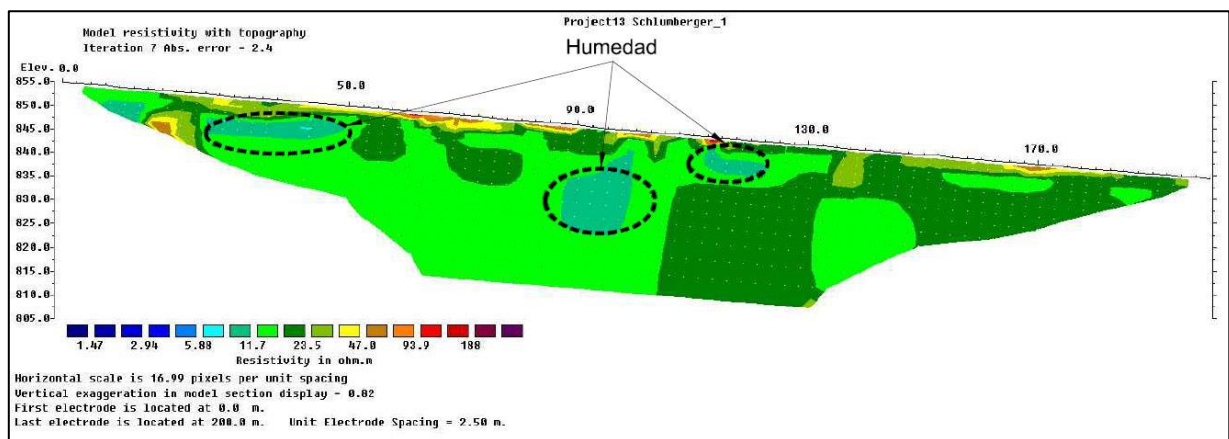 Project13 Schlumberger_1
Model resistivity with topography
Iteration 7 Abs. error - 2.4
Humedad
Elev. 0.0
855.0
50.0
850.0
90.0
845.0
130.0
840.0
170.0
835.0
830.0
825.0
820.0
815.0
810.0
805.0
1.47 2.94 5.88 11.7 23.5 47.0 93.9 188
Resistivity in ohm.m
Horizontal scale is 16.99 pixels per unit spacing
Vertical exaggeration in model section display - 0.82
First electrode is located at 0.0 m.
Last electrode is located at 200.0 m. Unit Electrode Spacing = 2.50 m.